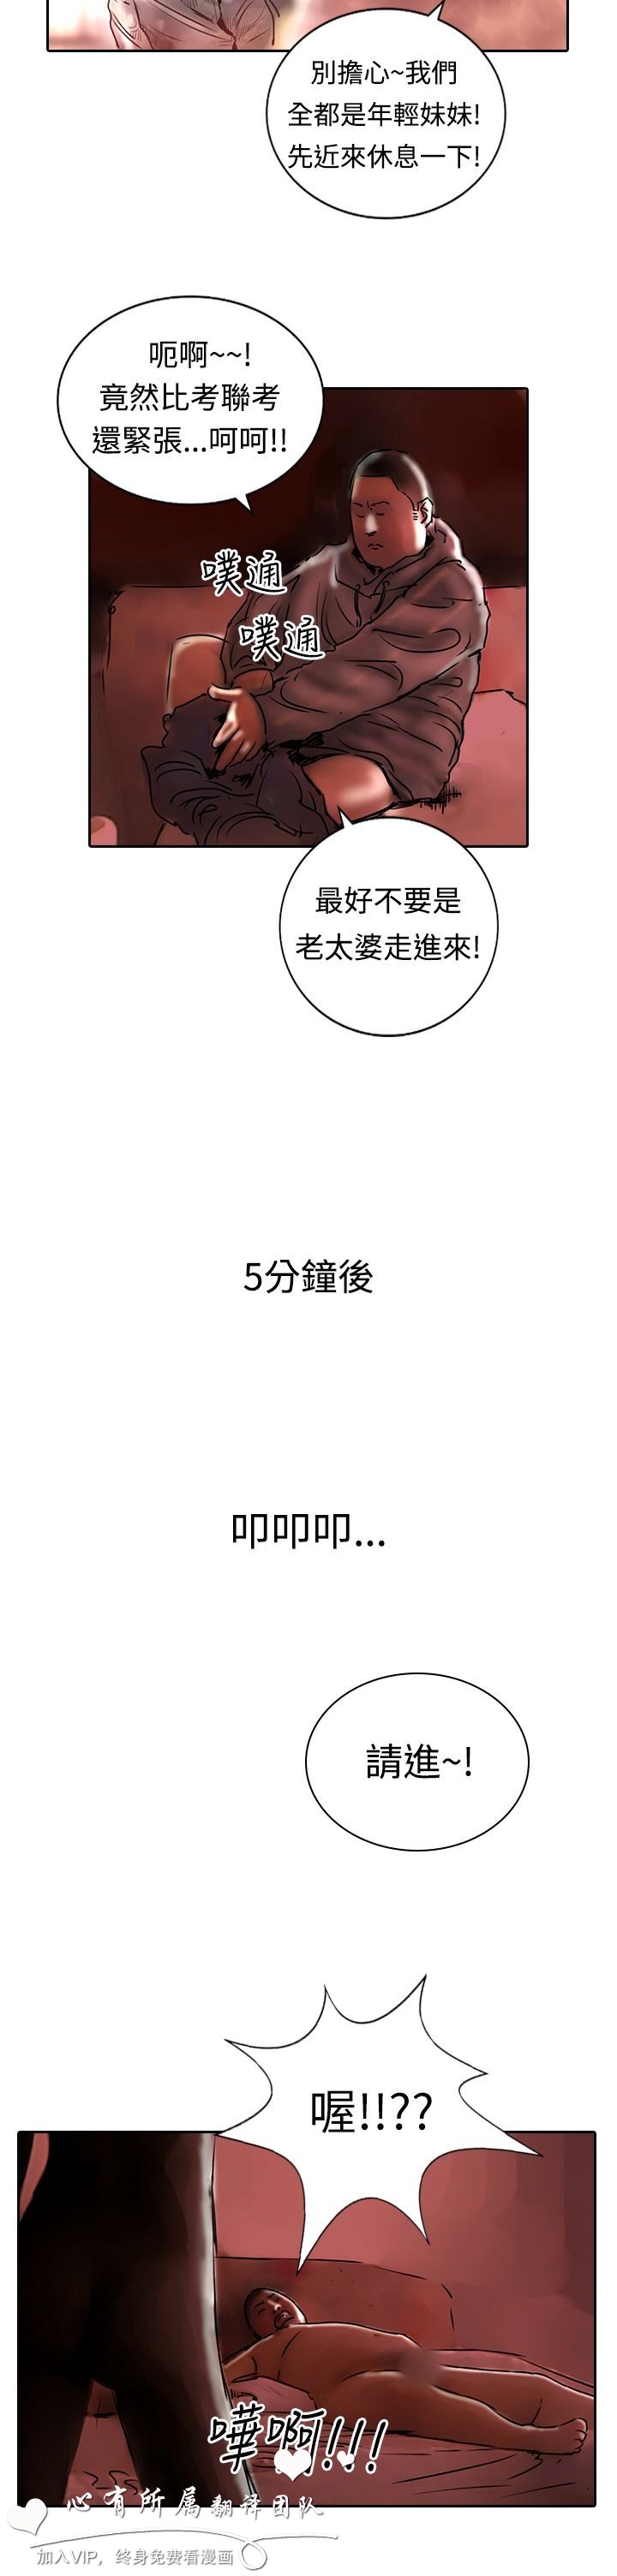 別擔心~我們
全都是年輕妹妹!
先近來休息一下!
呃啊~~!
竟然比考聯考
還緊張...呵呵!!
噗通
噗通
最好不要是
老太婆走進來!
5分鐘後
叩叩叩...
請進~!
喔!!??
嘩啊!!!
心有所属翻译团队
加入VIP，终身免费看漫画